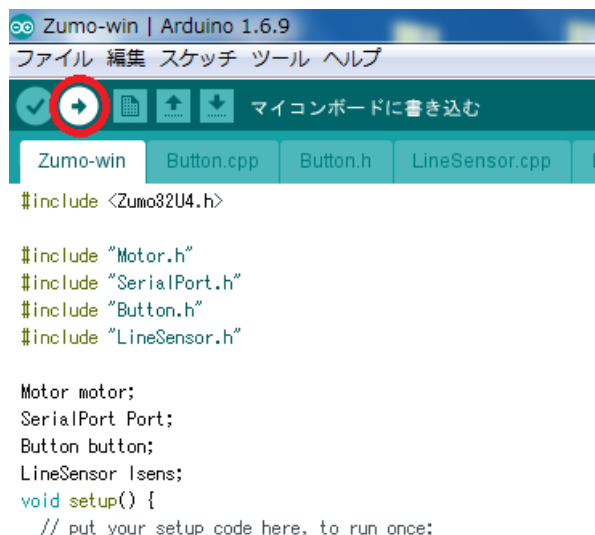 Zumo-win | Arduino 1.6.9
ファイル 編集 スケッチ ツール ヘルプ
マイコンボードに書き込む
Zumo-win Button.cpp Button.h LineSensor.cpp
#include <Zumo32U4.h>
#include "Motor.h"
#include "SerialPort.h"
#include "Button.h"
#include "LineSensor.h"
Motor motor;
SerialPort Port;
Button button;
LineSensor lsens;
void setup() {
// put your setup code here, to run once: